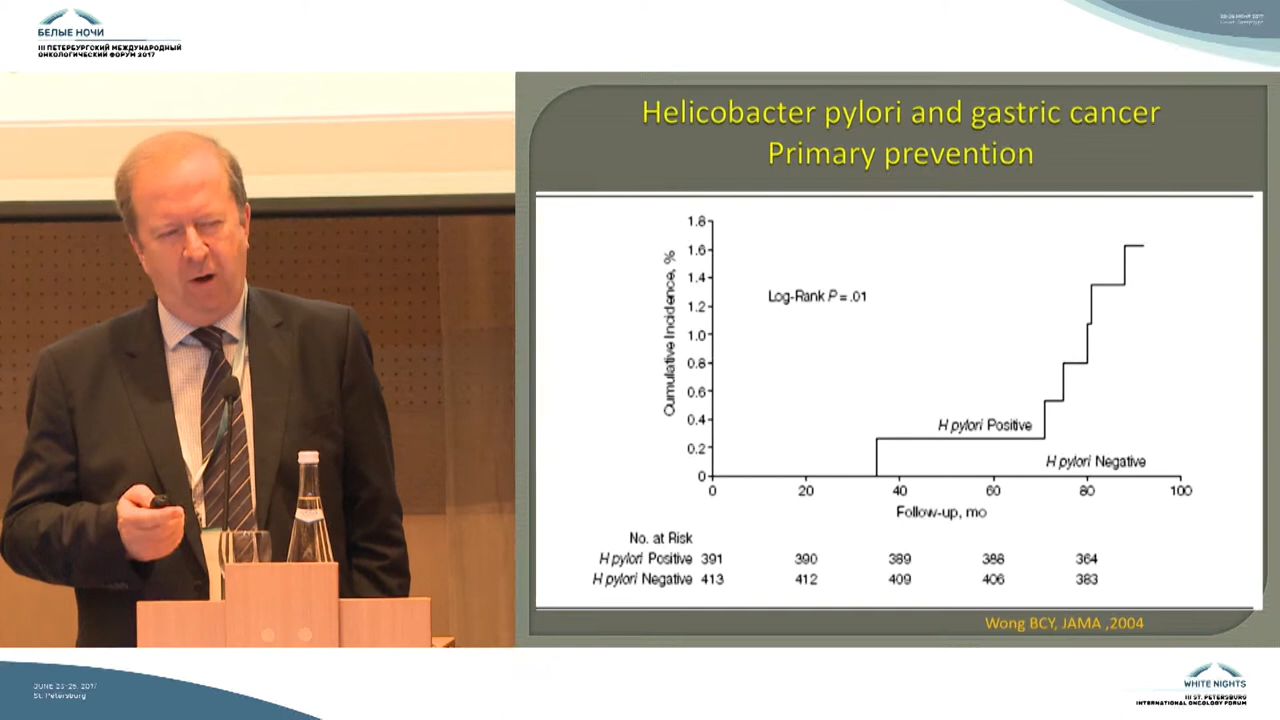 БЕЛЫЕ НОЧИ
III ПЕТЕРБУРГСКИЙ МЕЖДУНАРОДНЫЙ
ОНКОЛОГИЧЕСКИЙ ФОРУМ 2017
Helicobacter pylori and gastric cancer
Primary prevention
1.8
1.6
1.4
1.2
1.0
0.8
0.6
0.4
0.2
0
Cumulative Incidence, %
Log-Rank P = .01
H pylori Positive
H pylori Negative
0 20 40 60 80 100
Follow-up, mo
No. at Risk
H pylori Positive 391 390 389 388 364
H pylori Negative 413 412 409 406 383
Wong BCY, JAMA ,2004
JUNE 23-25, 2017
St. Petersburg
WHITE NIGHTS
III ST. PETERSBURG
INTERNATIONAL ONCOLOGY FORUM